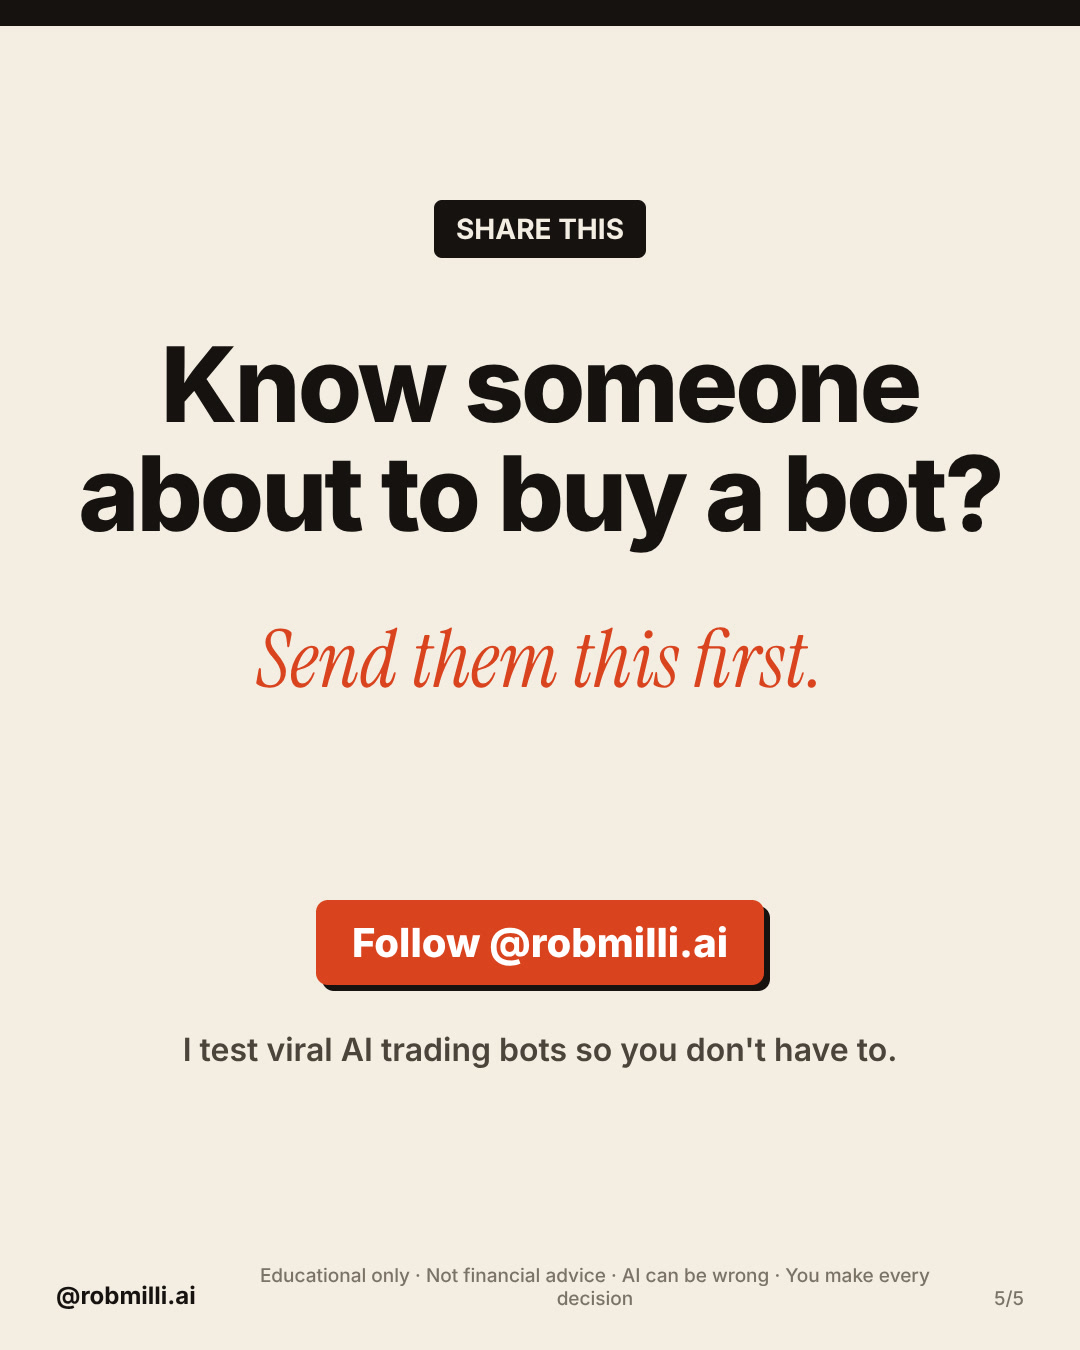 SHARE THIS
Know someone
about to buy a bot?
Send them this first.
Follow @robmilli.ai
I test viral AI trading bots so you don't have to.
@robmilli.ai
Educational only · Not financial advice · AI can be wrong · You make every
decision
5/5